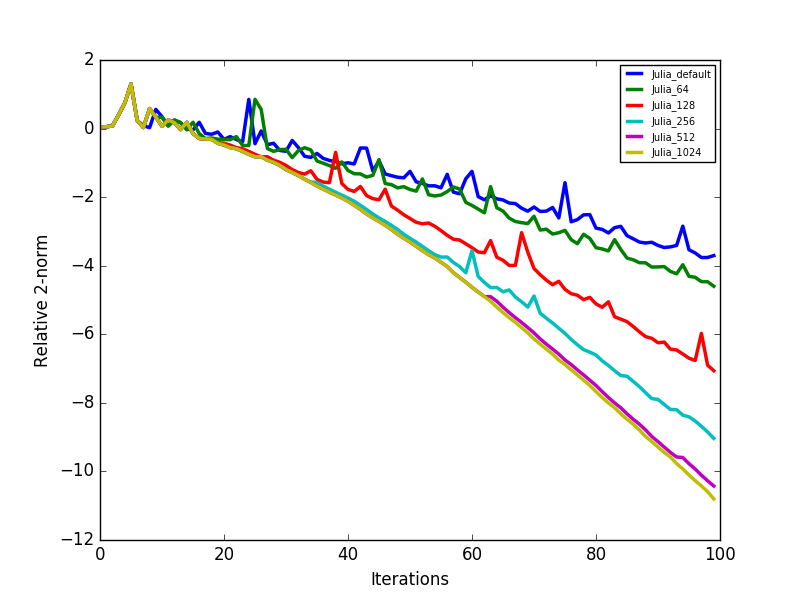 2
0
−2
−4
−6
−8
−10
−12
0
20
40
60
80
100
Relative 2-norm
Iterations
Julia_default
Julia_64
Julia_128
Julia_256
Julia_512
Julia_1024